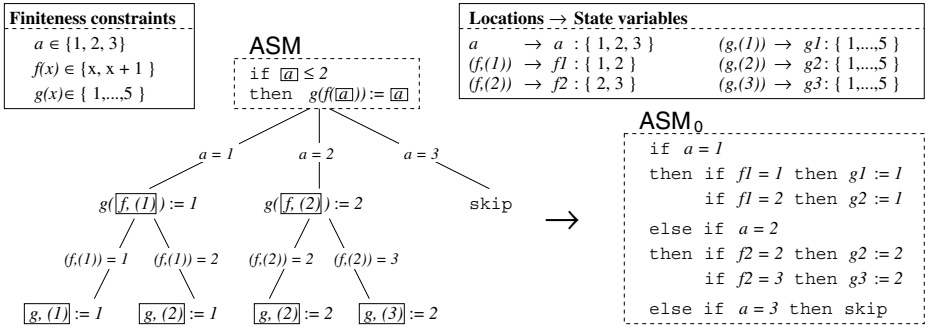 Finiteness constraints
a ∈ {1, 2, 3}
f(x) ∈ {x, x + 1 }
g(x)∈ { 1,...,5 }
Locations → State variables
a → a : { 1, 2, 3 } (g,(1)) → g1: { 1,...,5 }
(f,(1)) → f1 : { 1, 2 } (g,(2)) → g2: { 1,...,5 }
(f,(2)) → f2 : { 2, 3 } (g,(3)) → g3: { 1,...,5 }
ASM
if a ≤ 2
then g(f(a)) := a
a = 1 a = 2 a = 3
g( f, (1) ) := 1 g( f, (2) ) := 2 skip
(f,(1)) = 1 (f,(1)) = 2 (f,(2)) = 2 (f,(2)) = 3
g, (1) := 1 g, (2) := 1 g, (2) := 2 g, (3) := 2
→
ASM₀
if a = 1
then if f1 = 1 then g1 := 1
if f1 = 2 then g2 := 1
else if a = 2
then if f2 = 2 then g2 := 2
if f2 = 3 then g3 := 2
else if a = 3 then skip